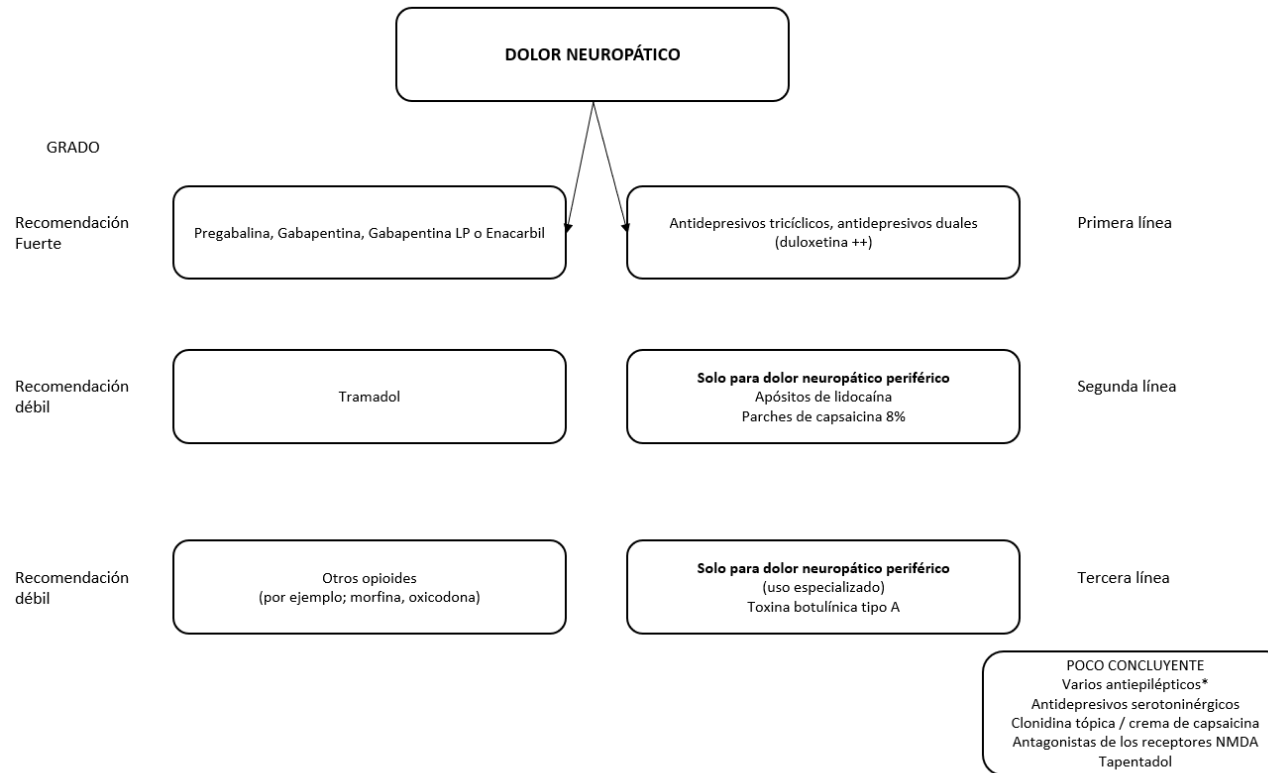 DOLOR NEUROPÁTICO
GRADO
Recomendación
Fuerte
Pregabalina, Gabapentina, Gabapentina LP o Enacarbil
Antidepresivos tricíclicos, antidepresivos duales
(duloxetina ++)
Primera línea
Recomendación
débil
Tramadol
Solo para dolor neuropático periférico
Apósitos de lidocaína
Parches de capsaicina 8%
Segunda línea
Recomendación
débil
Otros opioides
(por ejemplo; morfina, oxicodona)
Solo para dolor neuropático periférico
(uso especializado)
Toxina botulínica tipo A
Tercera línea
POCO CONCLUYENTE
Varios antiepilépticos*
Antidepresivos serotoninérgicos
Clonidina tópica / crema de capsaicina
Antagonistas de los receptores NMDA
Tapentadol